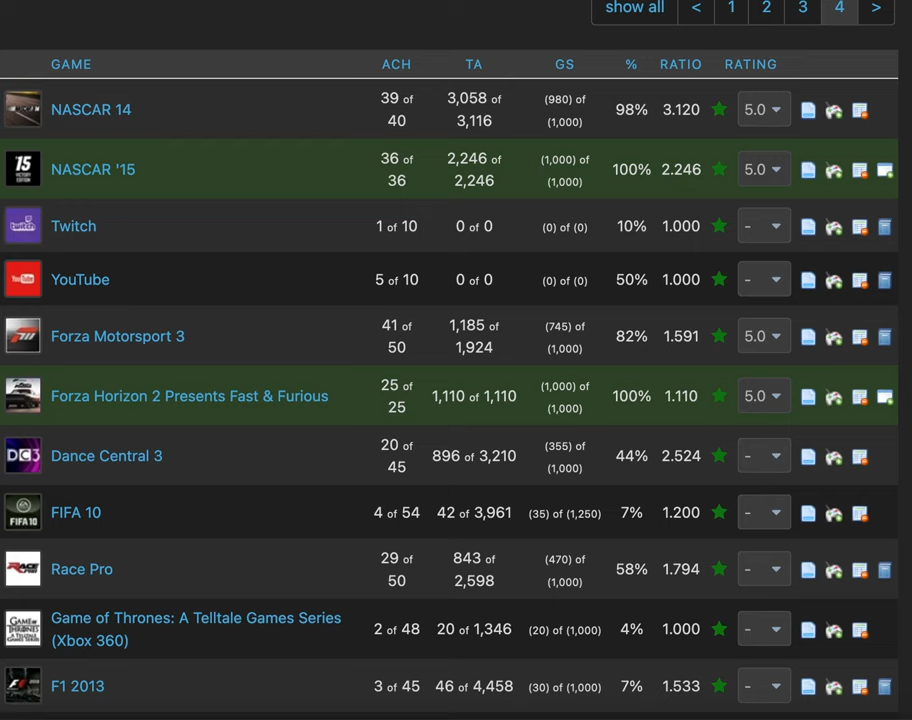 show all < 1 2 3 4 >
GAME ACH TA GS % RATIO RATING
NASCAR 14 39 of 40 3,058 of 3,116 (980) of (1,000) 98% 3.120 5.0
NASCAR '15 36 of 36 2,246 of 2,246 (1,000) of (1,000) 100% 2.246 5.0
Twitch 1 of 10 0 of 0 (0) of (0) 10% 1.000 -
YouTube 5 of 10 0 of 0 (0) of (0) 50% 1.000 -
Forza Motorsport 3 41 of 50 1,185 of 1,924 (745) of (1,000) 82% 1.591 5.0
Forza Horizon 2 Presents Fast & Furious 25 of 25 1,110 of 1,110 (1,000) of (1,000) 100% 1.110 5.0
DC3 Dance Central 3 20 of 45 896 of 3,210 (355) of (1,000) 44% 2.524 -
FIFA 10 FIFA 10 4 of 54 42 of 3,961 (35) of (1,250) 7% 1.200 -
Race Pro 29 of 50 843 of 2,598 (470) of (1,000) 58% 1.794 -
Game of Thrones: A Telltale Games Series (Xbox 360) 2 of 48 20 of 1,346 (20) of (1,000) 4% 1.000 -
F1 2013 3 of 45 46 of 4,458 (30) of (1,000) 7% 1.533 -